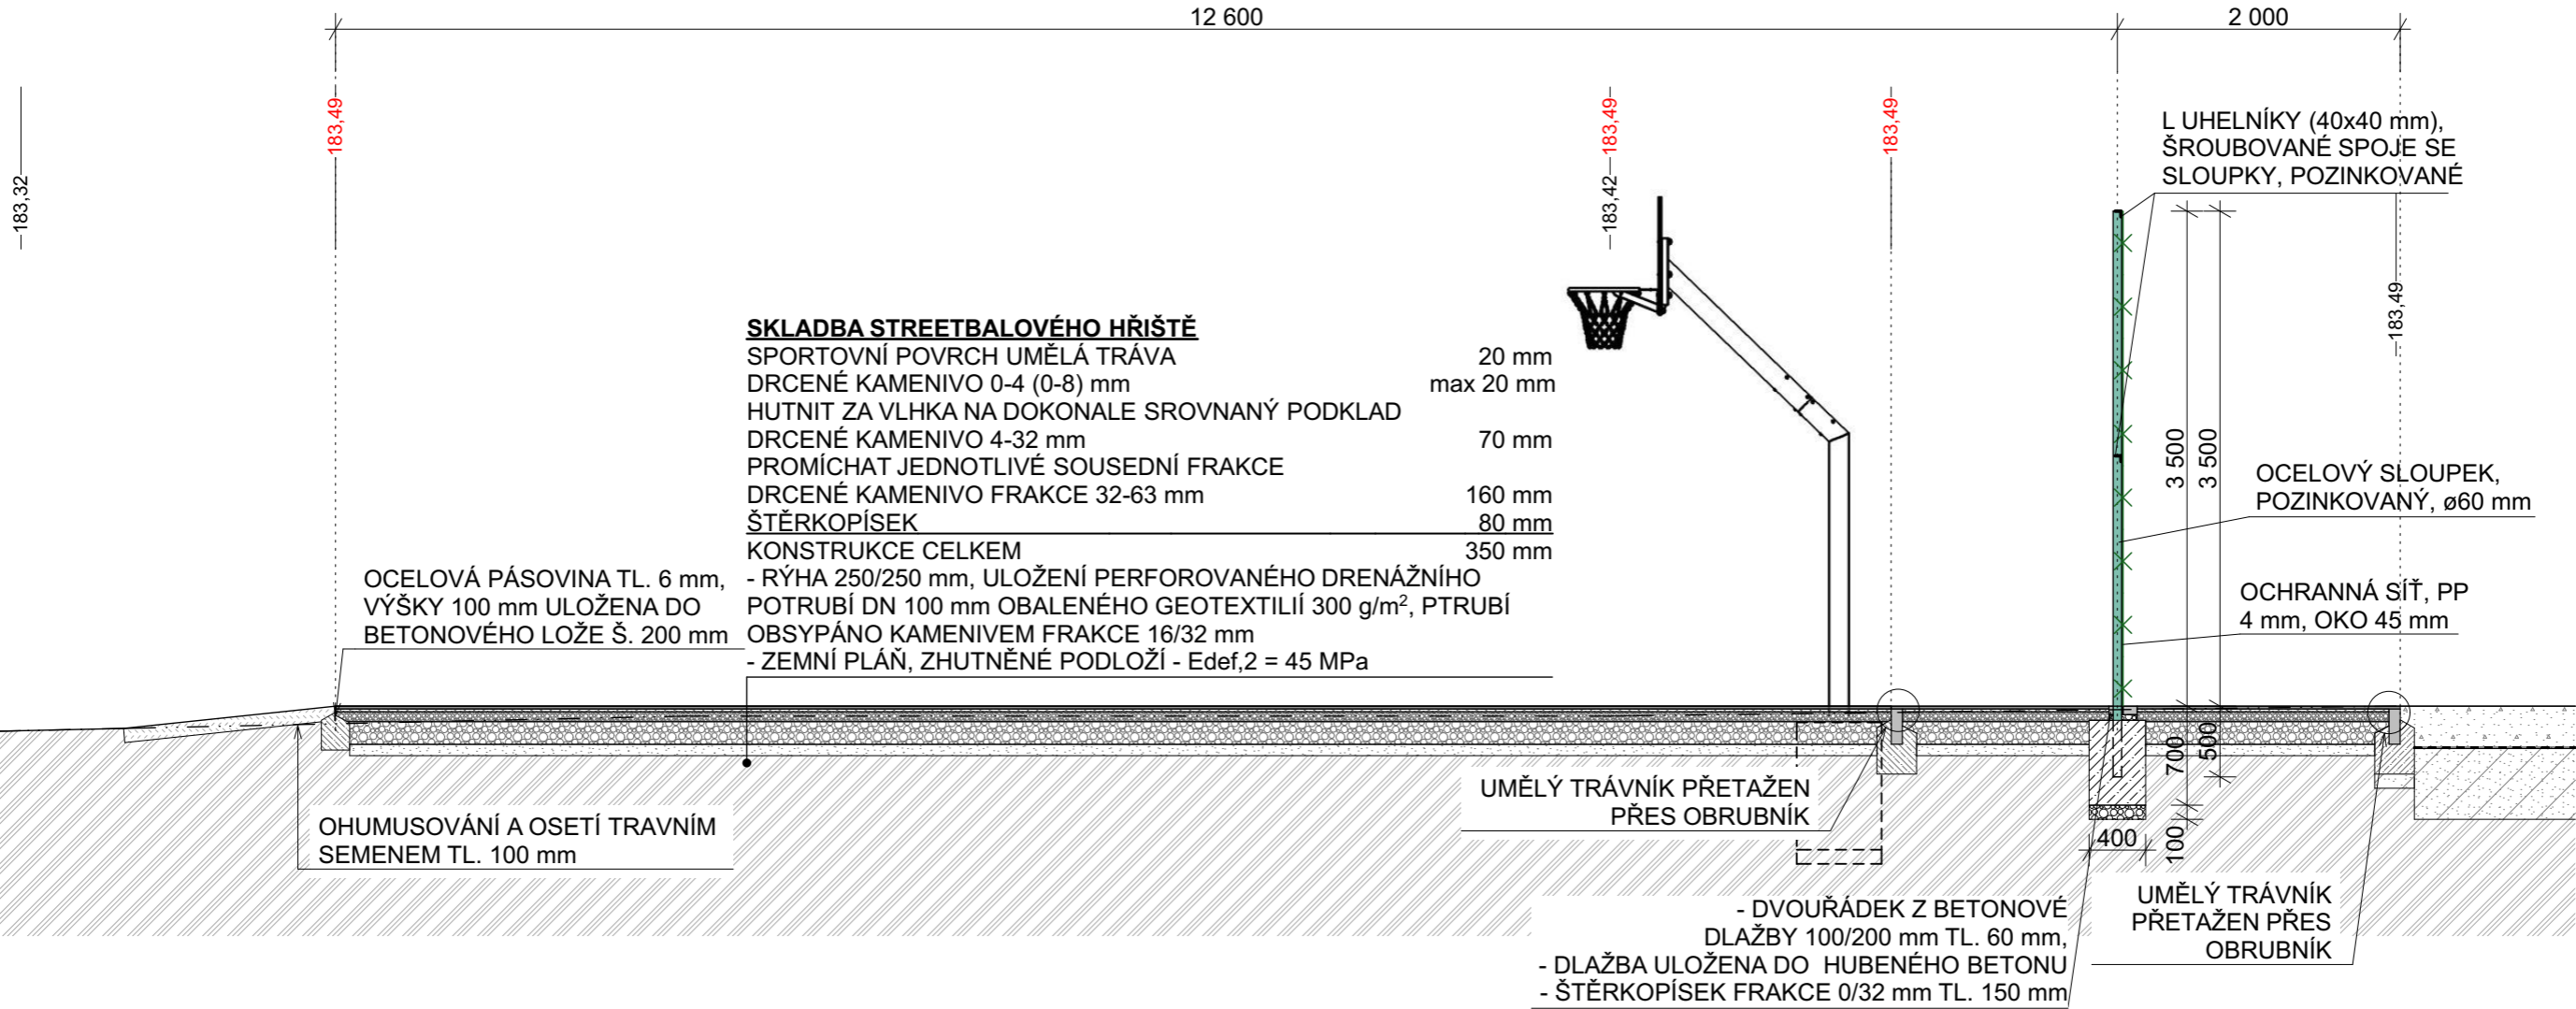 12 600
2 000
183,32
183,49
183,42
183,49
183,49
183,49
L UHELNÍKY (40x40 mm),
ŠROUBOVANÉ SPOJE SE
SLOUPKY, POZINKOVANÉ
SKLADBA STREETBALOVÉHO HŘIŠTĚ
SPORTOVNÍ POVRCH UMĚLÁ TRÁVA 20 mm
DRCENÉ KAMENIVO 0-4 (0-8) mm max 20 mm
HUTNIT ZA VLHKA NA DOKONALE SROVNANÝ PODKLAD
DRCENÉ KAMENIVO 4-32 mm 70 mm
PROMÍCHAT JEDNOTLIVÉ SOUSEDNÍ FRAKCE
DRCENÉ KAMENIVO FRAKCE 32-63 mm 160 mm
ŠTĚRKOPÍSEK 80 mm
KONSTRUKCE CELKEM 350 mm
- RÝHA 250/250 mm, ULOŽENÍ PERFOROVANÉHO DRENÁŽNÍHO
POTRUBÍ DN 100 mm OBALENÉHO GEOTEXTILIÍ 300 g/m², PTRUBÍ
OBSYPÁNO KAMENIVEM FRAKCE 16/32 mm
- ZEMNÍ PLÁŇ, ZHUTNĚNÉ PODLOŽÍ - Edef,2 = 45 MPa
OCELOVÁ PÁSOVINA TL. 6 mm,
VÝŠKY 100 mm ULOŽENA DO
BETONOVÉHO LOŽE Š. 200 mm
3 500
3 500
OCELOVÝ SLOUPEK,
POZINKOVANÝ, ø60 mm
OCHRANNÁ SÍŤ, PP
4 mm, OKO 45 mm
700
500
100
400
UMĚLÝ TRÁVNÍK PŘETAŽEN
PŘES OBRUBNÍK
OHUMUSOVÁNÍ A OSETÍ TRAVNÍM
SEMENEM TL. 100 mm
- DVOUŘÁDEK Z BETONOVÉ
DLAŽBY 100/200 mm TL. 60 mm,
- DLAŽBA ULOŽENA DO HUBENÉHO BETONU
- ŠTĚRKOPÍSEK FRAKCE 0/32 mm TL. 150 mm
UMĚLÝ TRÁVNÍK
PŘETAŽEN PŘES
OBRUBNÍK